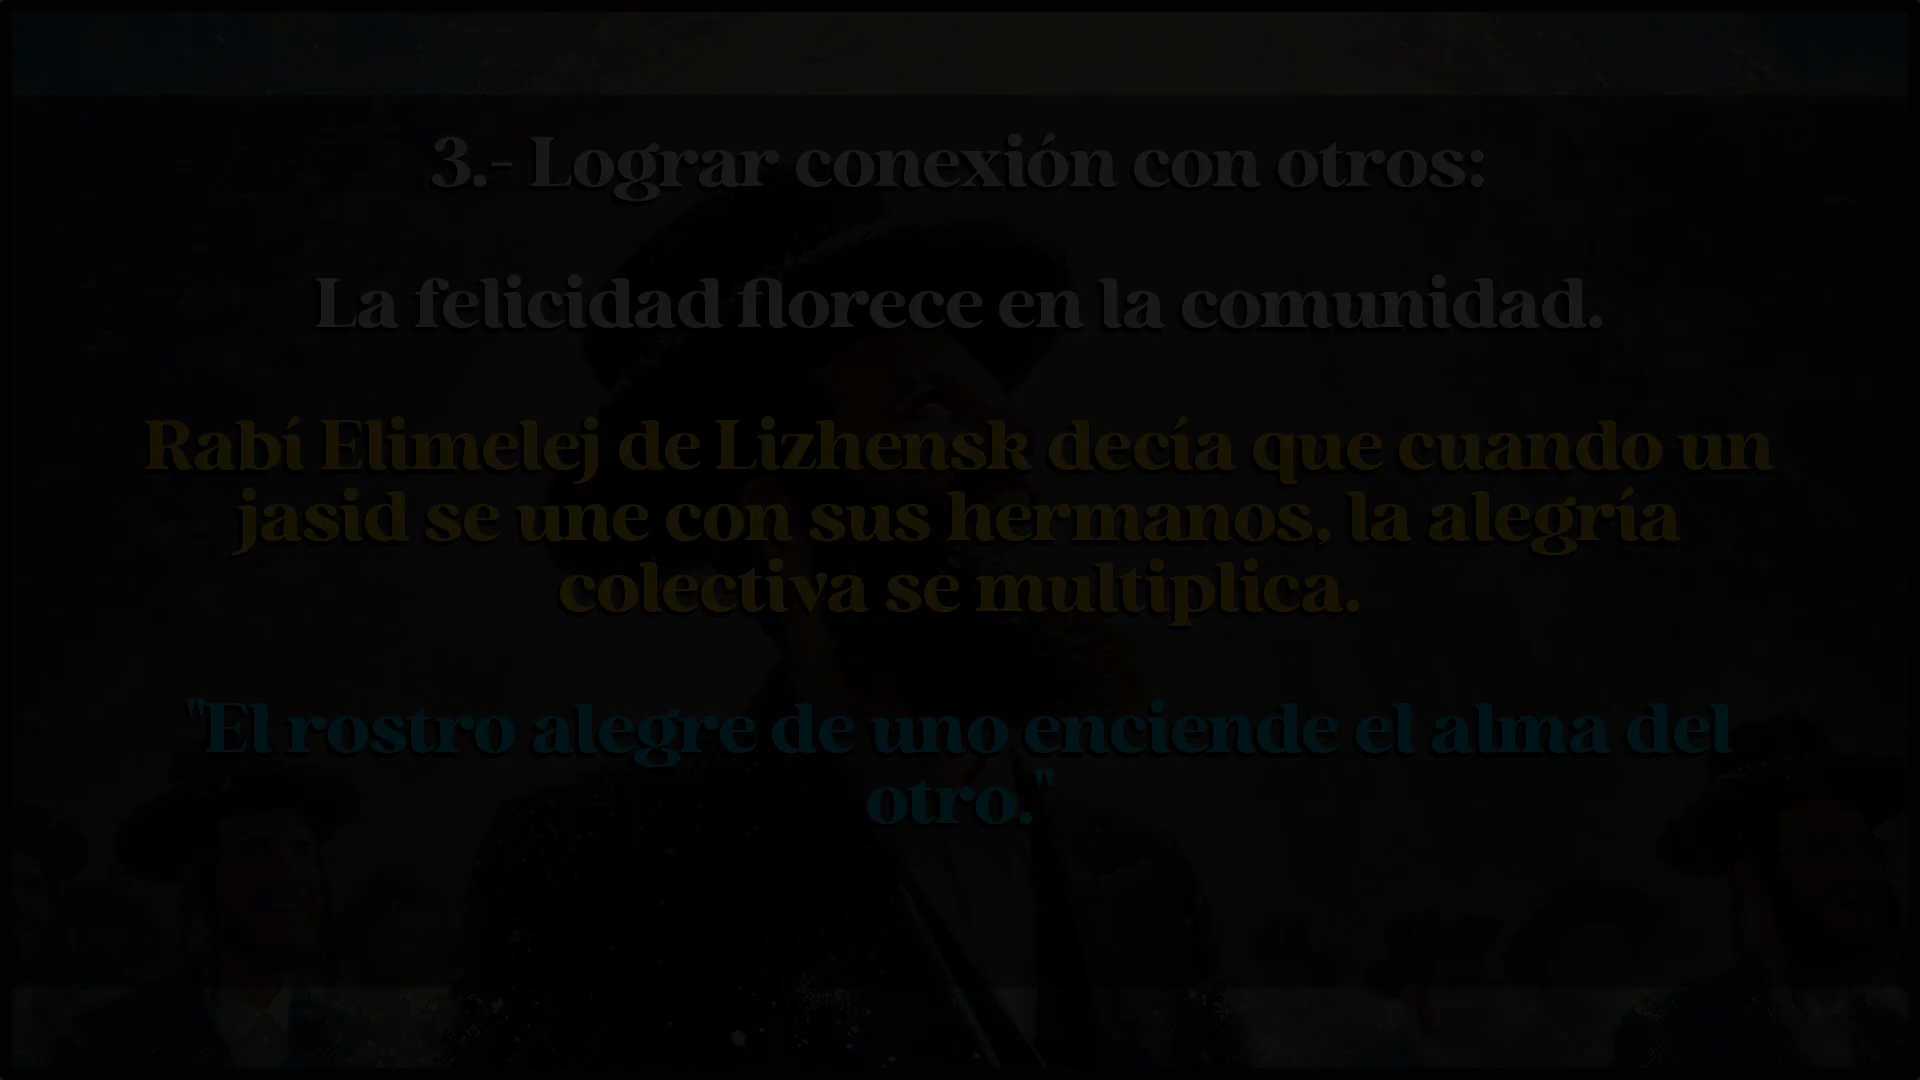 3.- Lograr conexión con otros:
La felicidad florece en la comunidad.
Rabí Elimelej de Lizhensk decía que cuando un
jasid se une con sus hermanos, la alegría
colectiva se multiplica.
"El rostro alegre de uno enciende el alma del
otro."